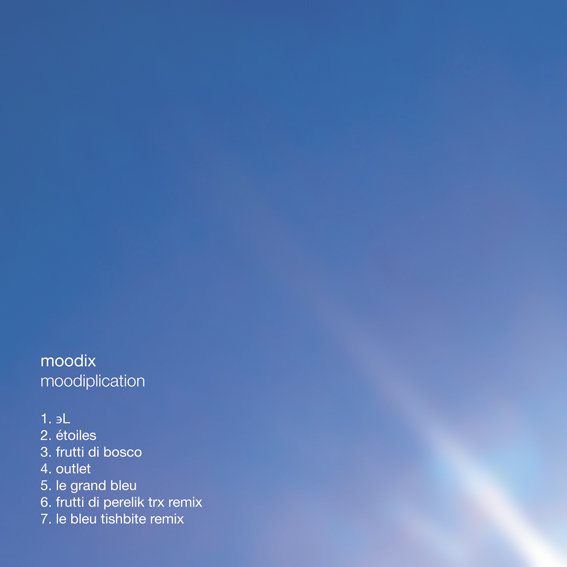 moodix
moodiplication
1. эL
2. étoiles
3. frutti di bosco
4. outlet
5. le grand bleu
6. frutti di perelik trx remix
7. le bleu tishbite remix